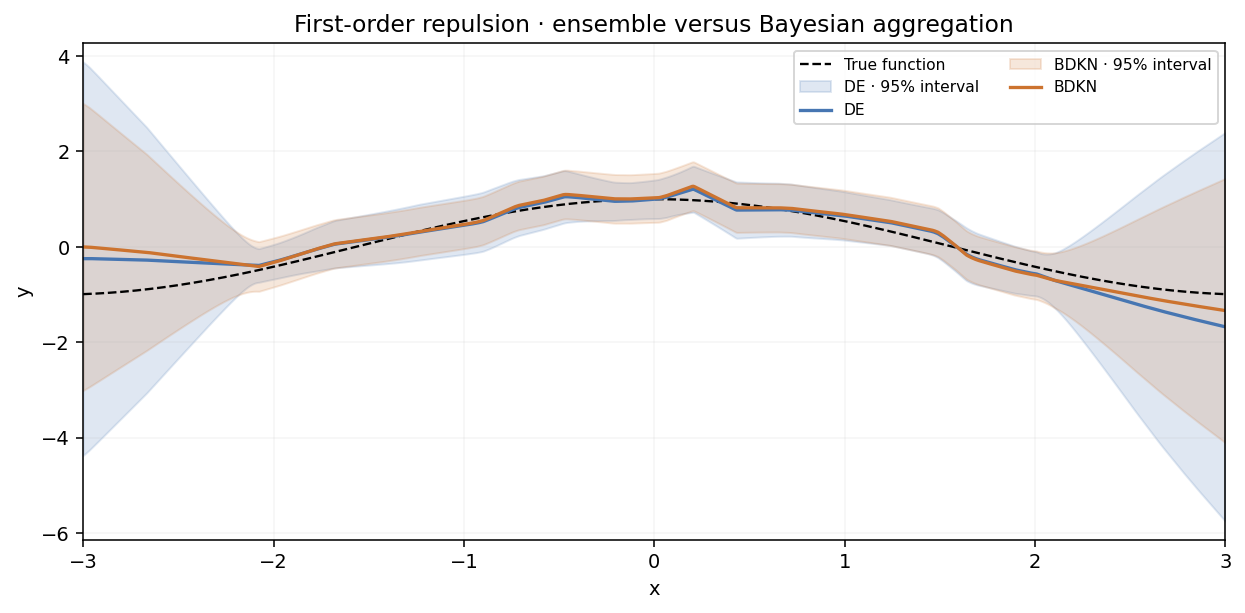 First-order repulsion · ensemble versus Bayesian aggregation
True function
DE · 95% interval
DE
BDKN · 95% interval
BDKN
y
4
2
0
−2
−4
−6
−3
−2
−1
0
1
2
3
x